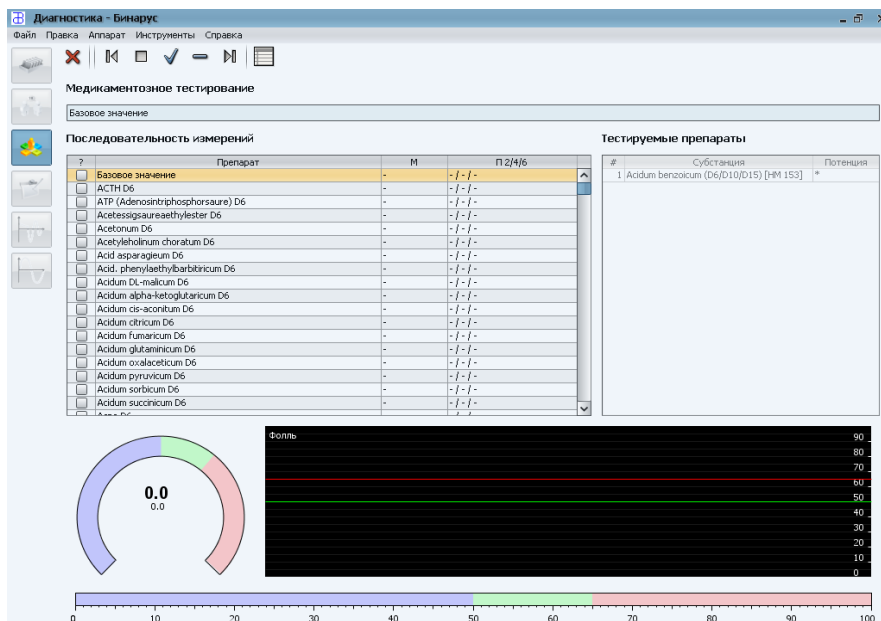 Диагностика - Бинарус
Файл Правка Аппарат Инструменты Справка
Медикаментозное тестирование
Базовое значение
Последовательность измерений
Тестируемые препараты
? Препарат М П 2/4/6
# Субстанция Потенция
Базовое значение - - / - / -
1 Acidum benzoicum (D6/D10/D15) [HM 153] *
ACTH D6 - - / - / -
ATP (Adenosintriphosphorsaure) D6 - - / - / -
Acetessigsaureaethylester D6 - - / - / -
Acetonum D6 - - / - / -
Acetyleholinum choratum D6 - - / - / -
Acid asparagieum D6 - - / - / -
Acid. phenylaethylbarbitiricum D6 - - / - / -
Acidum DL-malicum D6 - - / - / -
Acidum alpha-ketoglutaricum D6 - - / - / -
Acidum cis-aconitum D6 - - / - / -
Acidum citricum D6 - - / - / -
Acidum fumaricum D6 - - / - / -
Acidum glutaminicum D6 - - / - / -
Acidum oxalaceticum D6 - - / - / -
Acidum pyruvicum D6 - - / - / -
Acidum sorbicum D6 - - / - / -
Acidum succinicum D6 - - / - / -
Фолль
90
80
70
60
50
40
30
20
10
0
0.0
0.0
0 10 20 30 40 50 60 70 80 90 100